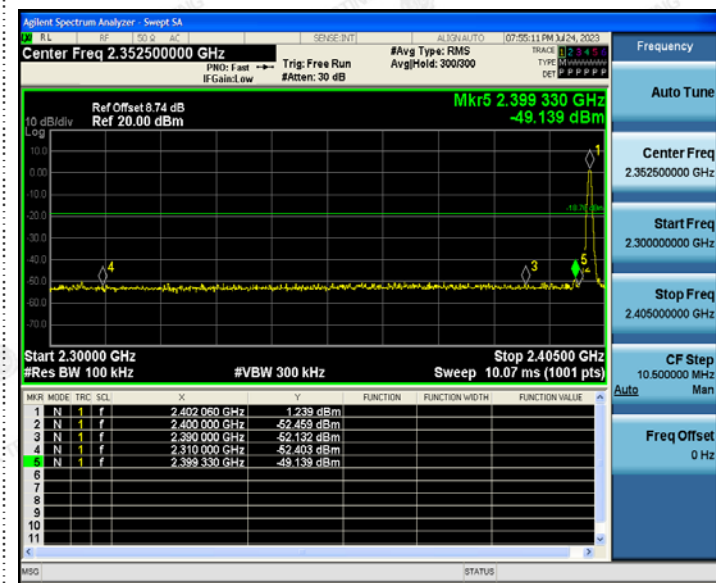 Agilent Spectrum Analyzer - Swept SA
RL RF 50 Ω AC SENSE:INT ALIGN AUTO 07:55:11 PM Jul 24, 2023
Center Freq 2.352500000 GHz #Avg Type: RMS TRACE 1 2 3 4 5 6
PNO: Fast Trig: Free Run Avg|Hold: 300/300 TYPE M
IFGain:Low #Atten: 30 dB DET P P P P P P
Frequency
Auto Tune
Center Freq
2.352500000 GHz
Start Freq
2.300000000 GHz
Stop Freq
2.405000000 GHz
CF Step
10.500000 MHz
Auto Man
Freq Offset
0 Hz
Mkr5 2.399 330 GHz
-49.139 dBm
Ref Offset 8.74 dB
10 dB/div Ref 20.00 dBm
Log
10.0
0.00
-10.0
-20.0
-30.0
-40.0
-50.0
-60.0
-70.0
1
4
3
5
2
Start 2.30000 GHz Stop 2.40500 GHz
#Res BW 100 kHz #VBW 300 kHz Sweep 10.07 ms (1001 pts)
MKR MODE TRC SCL X Y FUNCTION FUNCTION WIDTH FUNCTION VALUE
1 N 1 f 2.402 060 GHz 1.239 dBm
2 N 1 f 2.400 000 GHz -52.459 dBm
3 N 1 f 2.390 000 GHz -52.132 dBm
4 N 1 f 2.310 000 GHz -52.403 dBm
5 N 1 f 2.399 330 GHz -49.139 dBm
6
7
8
9
10
11
MSG STATUS